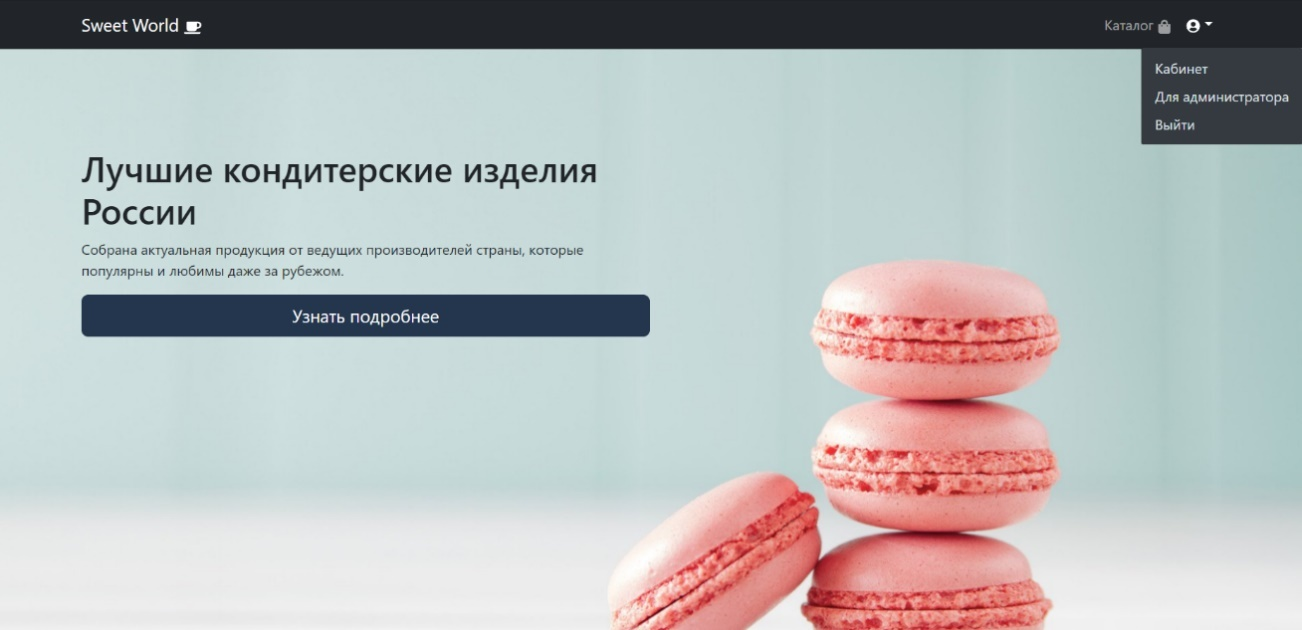 Sweet World
Каталог
Кабинет
Для администратора
Выйти
Лучшие кондитерские изделия
России
Собрана актуальная продукция от ведущих производителей страны, которые
популярны и любимы даже за рубежом.
Узнать подробнее